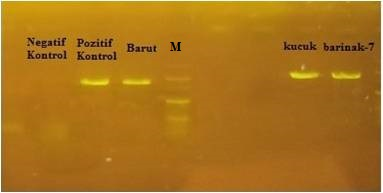 Negatif
Kontrol
Pozitif
Kontrol
Barut
M
kucuk
barinak-7